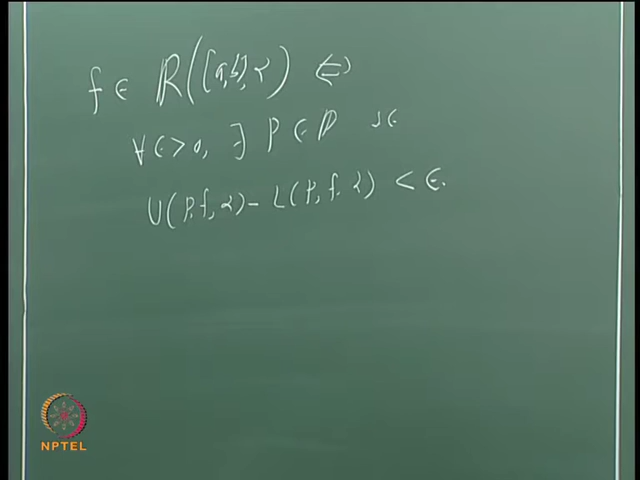 f ∈ ℝ([a,b],α) ⇔
∀ ε > 0, ∃ P ∈ ℙ s.t.
U(P,f,α) - L(P,f,α) < ε.
NPTEL